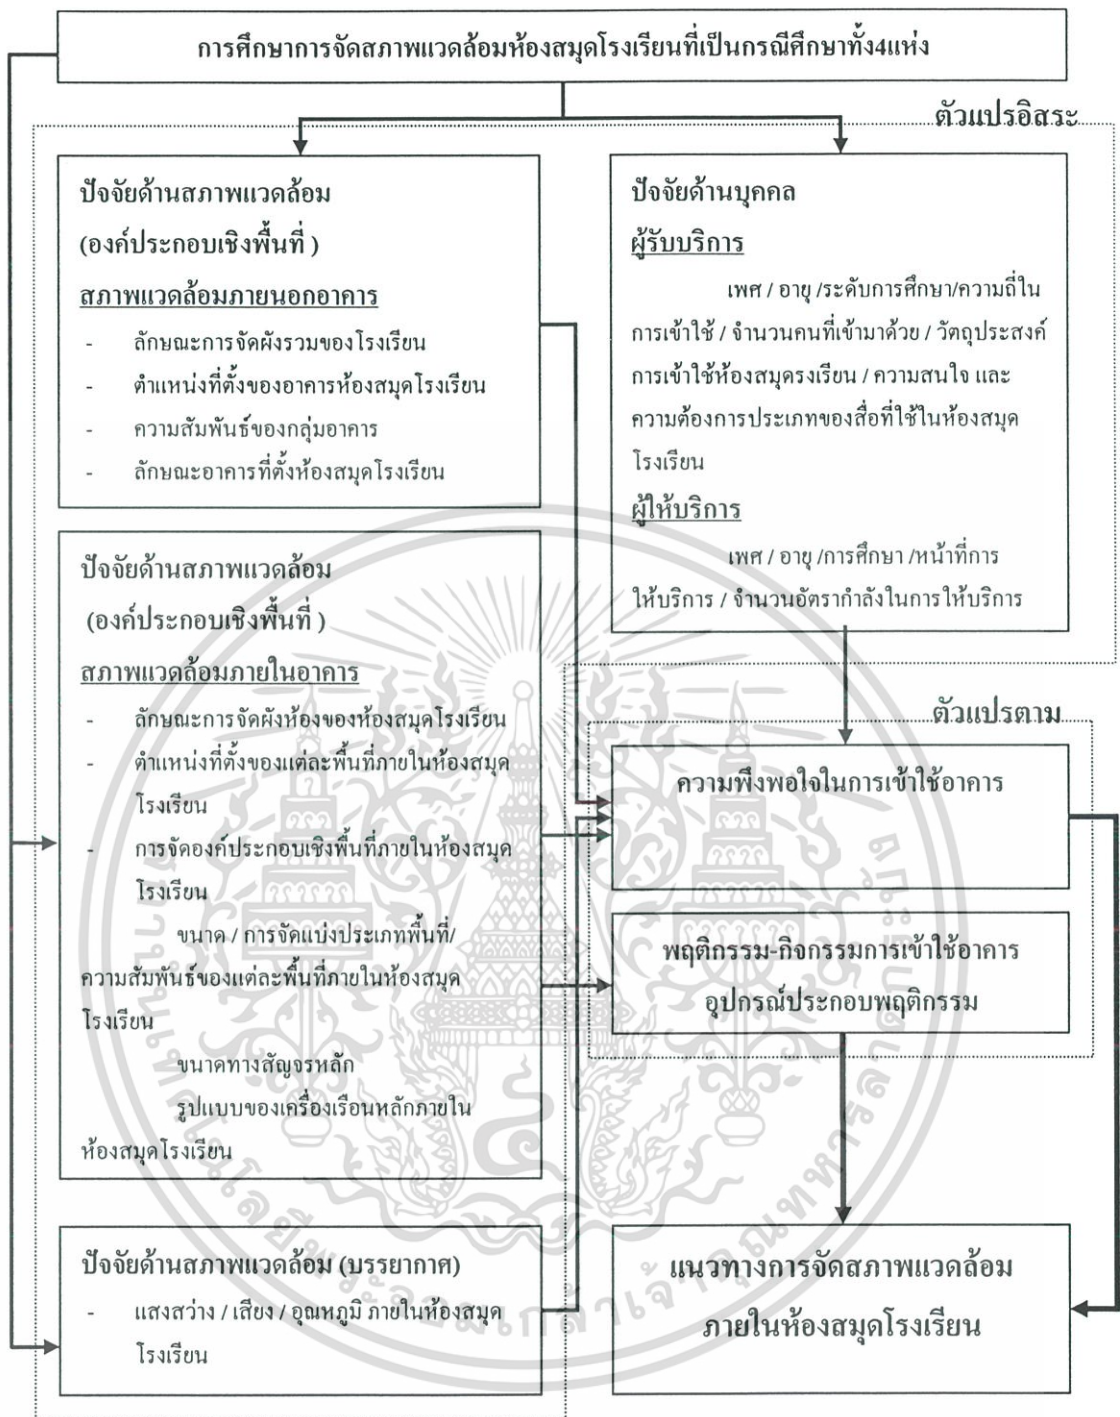 การศึกษาการจัดสภาพแวดล้อมห้องสมุดโรงเรียนที่เป็นกรณีศึกษาทั้ง4แห่ง
ตัวแปรอิสระ
ปัจจัยด้านสภาพแวดล้อม
(องค์ประกอบเชิงพื้นที่ )
สภาพแวดล้อมภายนอกอาคาร
- ลักษณะการจัดผังรวมของโรงเรียน
- ตำแหน่งที่ตั้งของอาคารห้องสมุดโรงเรียน
- ความสัมพันธ์ของกลุ่มอาคาร
- ลักษณะอาคารที่ตั้งห้องสมุดโรงเรียน
ปัจจัยด้านบุคคล
ผู้รับบริการ
เพศ / อายุ /ระดับการศึกษา/ความถี่ใน
การเข้าใช้ / จำนวนคนที่เข้ามาด้วย / วัตถุประสงค์
การเข้าใช้ห้องสมุดรงเรียน / ความสนใจ และ
ความต้องการประเภทของสื่อที่ใช้ในห้องสมุด
โรงเรียน
ผู้ให้บริการ
เพศ / อายุ /การศึกษา /หน้าที่การ
ให้บริการ / จำนวนอัตรากำลังในการให้บริการ
ปัจจัยด้านสภาพแวดล้อม
(องค์ประกอบเชิงพื้นที่ )
สภาพแวดล้อมภายในอาคาร
- ลักษณะการจัดผังห้องของห้องสมุดโรงเรียน
- ตำแหน่งที่ตั้งของแต่ละพื้นที่ภายในห้องสมุด
โรงเรียน
- การจัดองค์ประกอบเชิงพื้นที่ภายในห้องสมุด
โรงเรียน
ขนาด / การจัดแบ่งประเภทพื้นที่/
ความสัมพันธ์ของแต่ละพื้นที่ภายในห้องสมุด
โรงเรียน
ขนาดทางสัญจรหลัก
รูปแบบของเครื่องเรือนหลักภายใน
ห้องสมุดโรงเรียน
ตัวแปรตาม
ความพึงพอใจในการเข้าใช้อาคาร
พฤติกรรม-กิจกรรมการเข้าใช้อาคาร
อุปกรณ์ประกอบพฤติกรรม
ปัจจัยด้านสภาพแวดล้อม (บรรยากาศ)
- แสงสว่าง / เสียง / อุณหภูมิ ภายในห้องสมุด
โรงเรียน
แนวทางการจัดสภาพแวดล้อม
ภายในห้องสมุดโรงเรียน